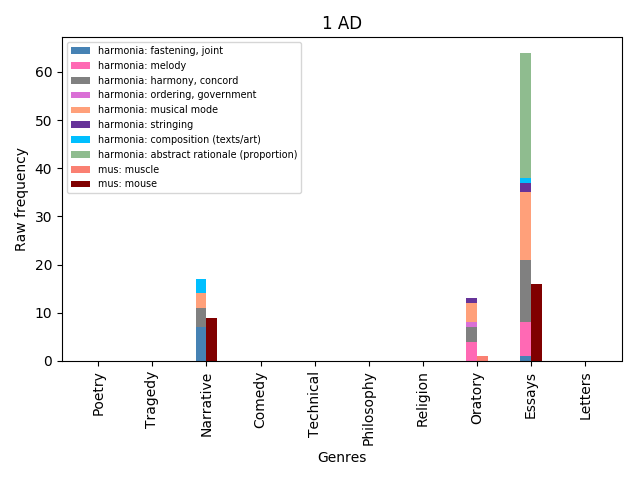 1 AD
harmonia: fastening, joint
harmonia: melody
harmonia: harmony, concord
harmonia: ordering, government
harmonia: musical mode
harmonia: stringing
harmonia: composition (texts/art)
harmonia: abstract rationale (proportion)
mus: muscle
mus: mouse
Raw frequency
60
50
40
30
20
10
0
Poetry
Tragedy
Narrative
Comedy
Technical
Philosophy
Religion
Oratory
Essays
Letters
Genres